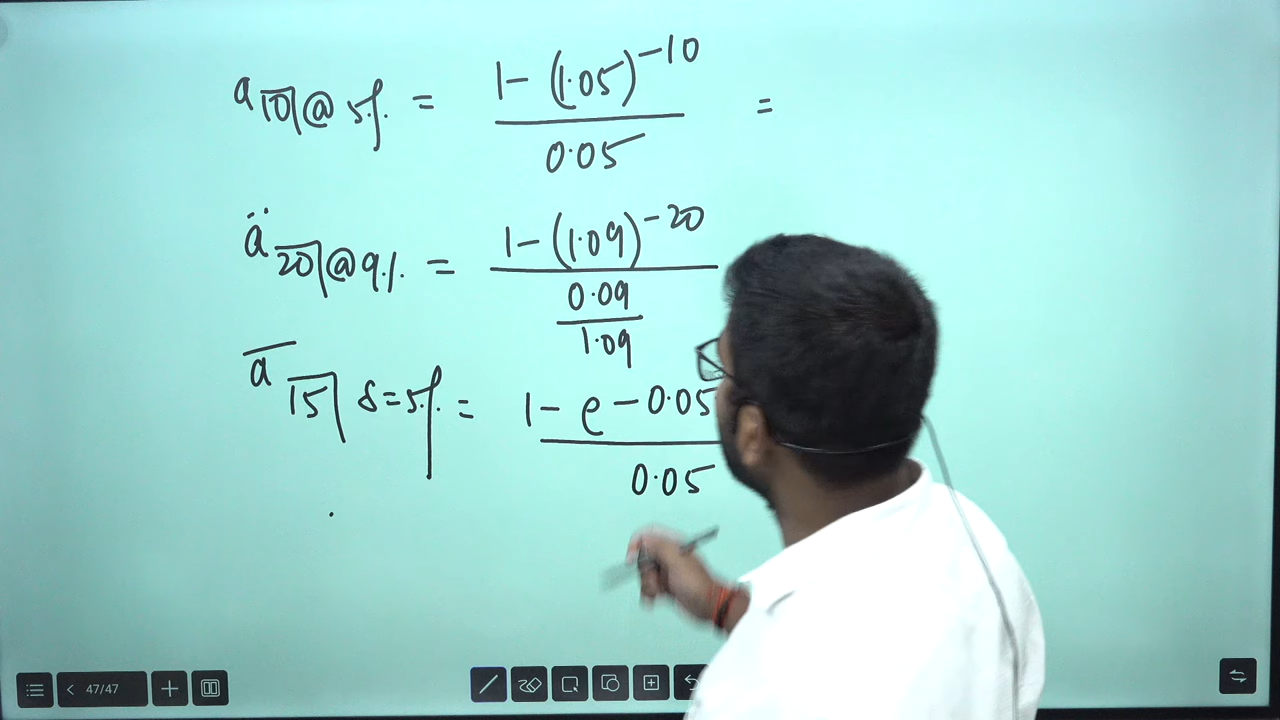 a10@ 5% = 1-(1.05)^-10 / 0.05 =
ä20@9% = 1-(1.09)^-20 / 0.09/1.09
ā15 δ=5% = 1-e-0.05 / 0.05
47/47